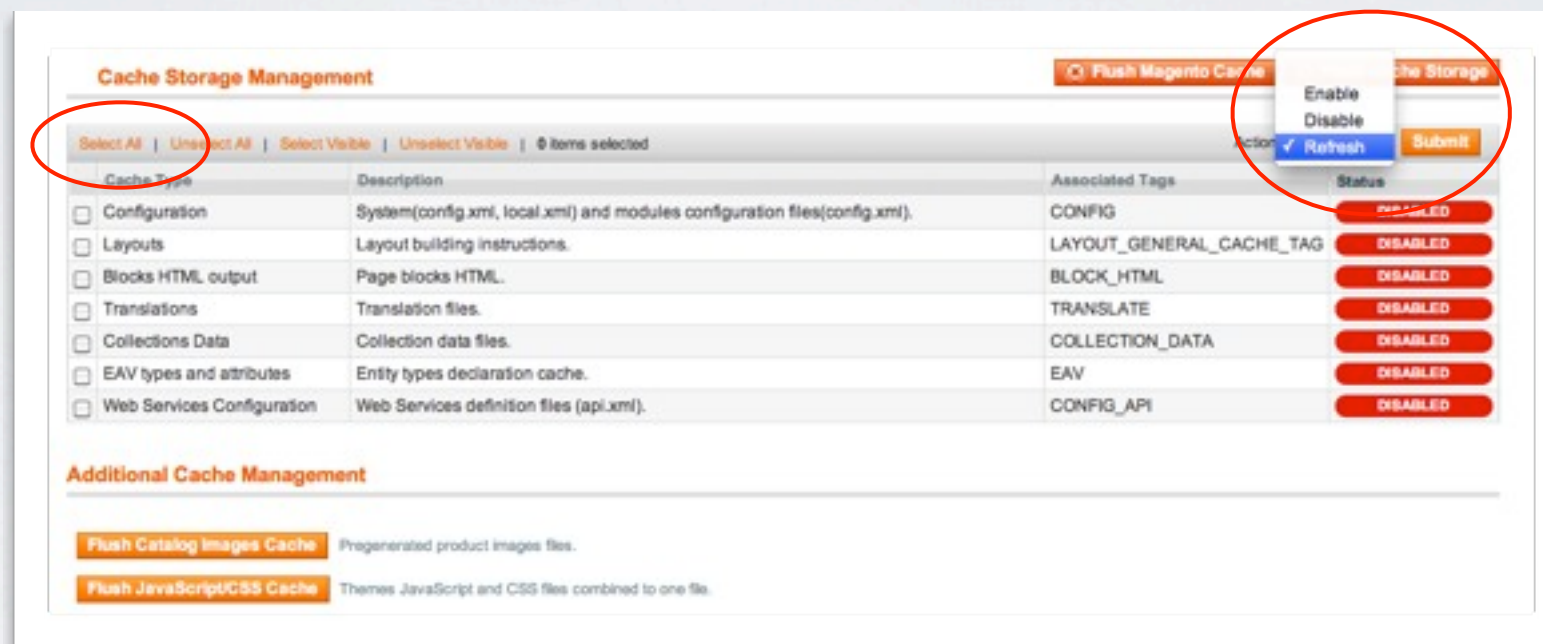 Cache Storage Management
Flush Magento Cache
che Storage
Enable
Disable
✓ Refresh
Select All | Unselect All | Select Visible | Unselect Visible | 0 items selected
Action
Submit
Cache Type Description Associated Tags Status
Configuration System(config.xml, local.xml) and modules configuration files(config.xml). CONFIG DISABLED
Layouts Layout building instructions. LAYOUT_GENERAL_CACHE_TAG DISABLED
Blocks HTML output Page blocks HTML. BLOCK_HTML DISABLED
Translations Translation files. TRANSLATE DISABLED
Collections Data Collection data files. COLLECTION_DATA DISABLED
EAV types and attributes Entity types declaration cache. EAV DISABLED
Web Services Configuration Web Services definition files (api.xml). CONFIG_API DISABLED
Additional Cache Management
Flush Catalog Images Cache Pregenerated product images files.
Flush JavaScript/CSS Cache Themes JavaScript and CSS files combined to one file.